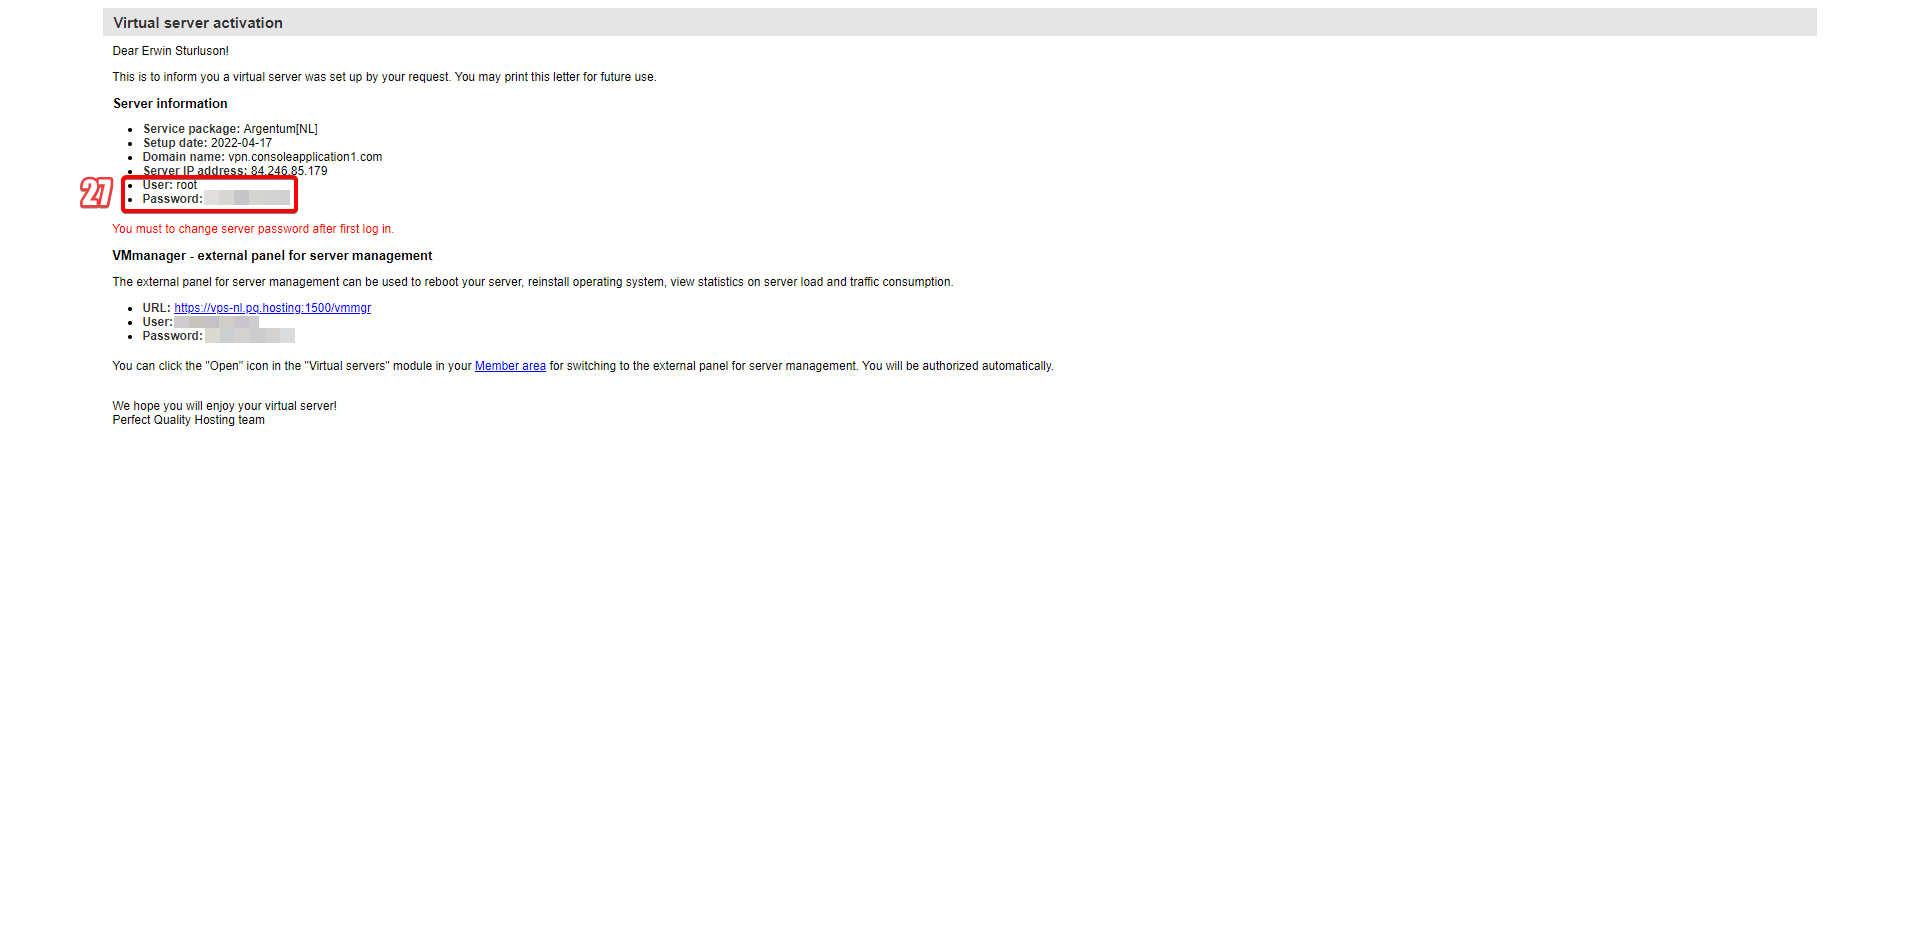 Virtual server activation
Dear Erwin Sturluson!
This is to inform you a virtual server was set up by your request. You may print this letter for future use.
Server information
Service package: Argentum[NL]
Setup date: 2022-04-17
Domain name: vpn.consoleapplication1.com
Server IP address: 84.246.85.179
27
User: root
Password:
You must to change server password after first log in.
VMmanager - external panel for server management
The external panel for server management can be used to reboot your server, reinstall operating system, view statistics on server load and traffic consumption.
URL: https://vps-nl.pq.hosting:1500/vmmgr
User:
Password:
You can click the "Open" icon in the "Virtual servers" module in your Member area for switching to the external panel for server management. You will be authorized automatically.
We hope you will enjoy your virtual server!
Perfect Quality Hosting team